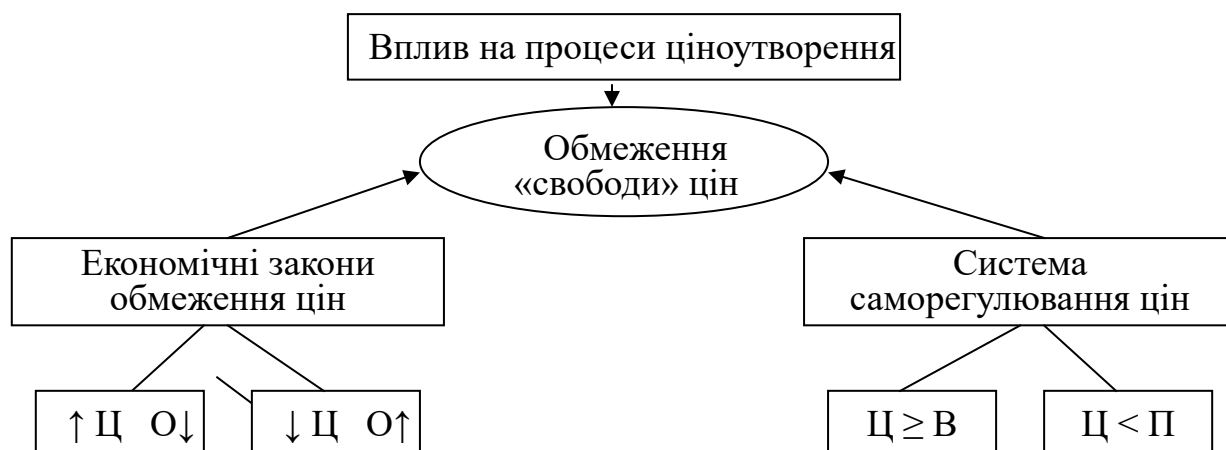 Вплив на процеси ціноутворення
Обмеження
«свободи» цін
Економічні закони
обмеження цін
Система
саморегулювання цін
↑ Ц О↓
↓ Ц О↑
Ц ≥ В
Ц < П